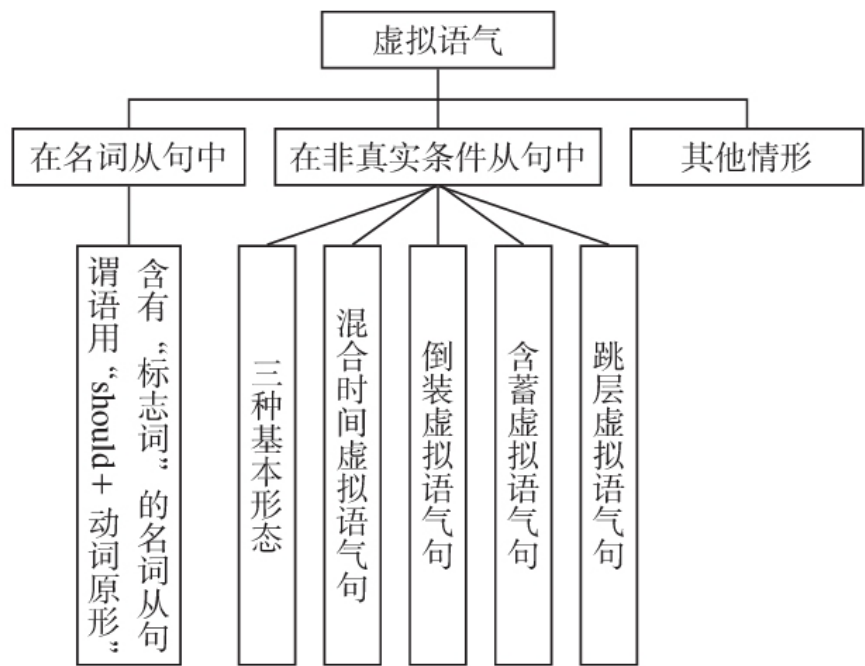 虚拟语气
在名词从句中
在非真实条件从句中
其他情形
含有“标志词”的名词从句
谓语用“should+动词原形”
三种基本形态
混合时间虚拟语气句
倒装虚拟语气句
含蓄虚拟语气句
跳层虚拟语气句